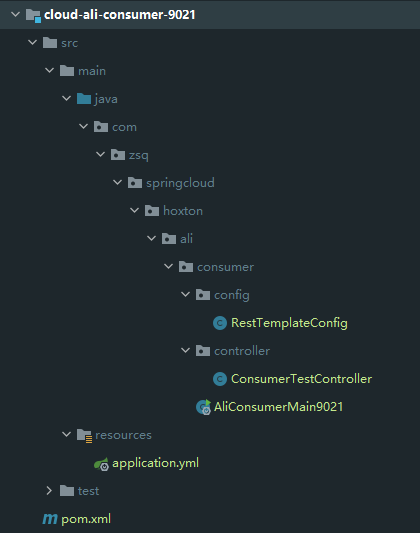 cloud-ali-consumer-9021
src
main
java
com
zsq
springcloud
hoxton
ali
consumer
config
RestTemplateConfig
controller
ConsumerTestController
AliConsumerMain9021
resources
application.yml
test
pom.xml